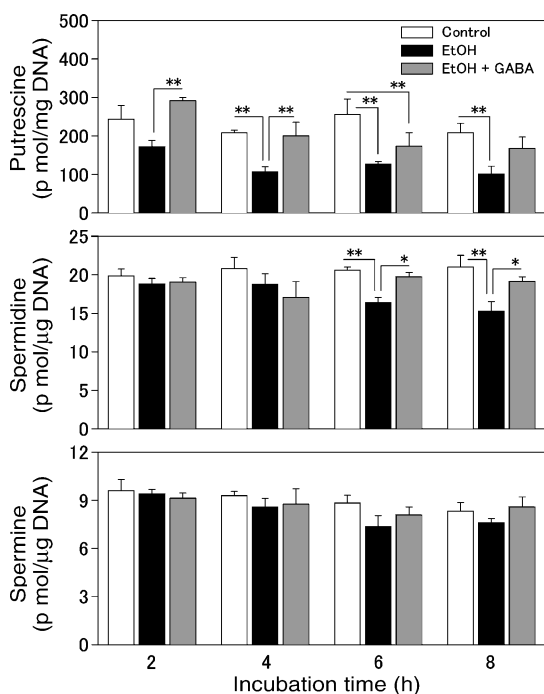 500
400
300
200
100
0
Putrescine
(p mol/mg DNA)
Control
EtOH
EtOH + GABA
**
** **
**
**
**
25
20
15
10
5
0
Spermidine
(p mol/μg DNA)
** *
** *
12
9
6
3
0
Spermine
(p mol/μg DNA)
2 4 6 8
Incubation time (h)